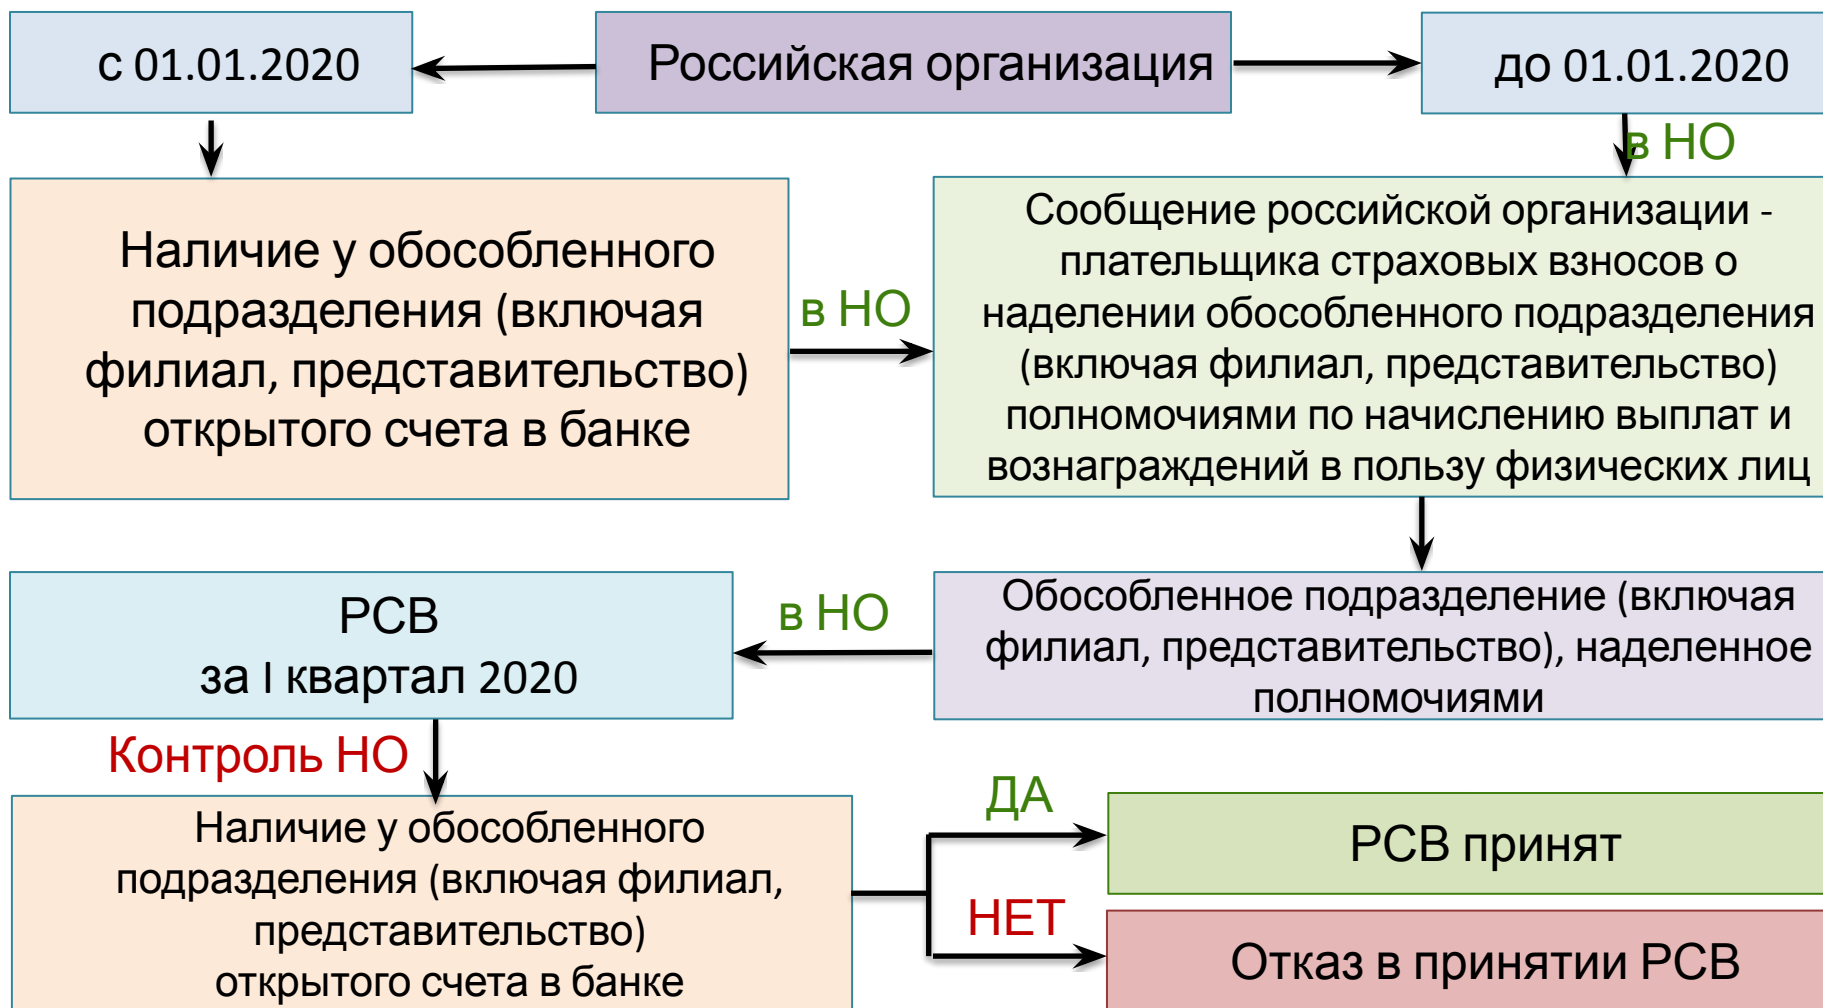 с 01.01.2020
Российская организация
до 01.01.2020
в НО
Наличие у обособленного
подразделения (включая
филиал, представительство)
открытого счета в банке
в НО
Сообщение российской организации -
плательщика страховых взносов о
наделении обособленного подразделения
(включая филиал, представительство)
полномочиями по начислению выплат и
вознаграждений в пользу физических лиц
РСВ
за I квартал 2020
в НО
Обособленное подразделение (включая
филиал, представительство), наделенное
полномочиями
Контроль НО
Наличие у обособленного
подразделения (включая филиал,
представительство)
открытого счета в банке
ДА
РСВ принят
НЕТ
Отказ в принятии РСВ